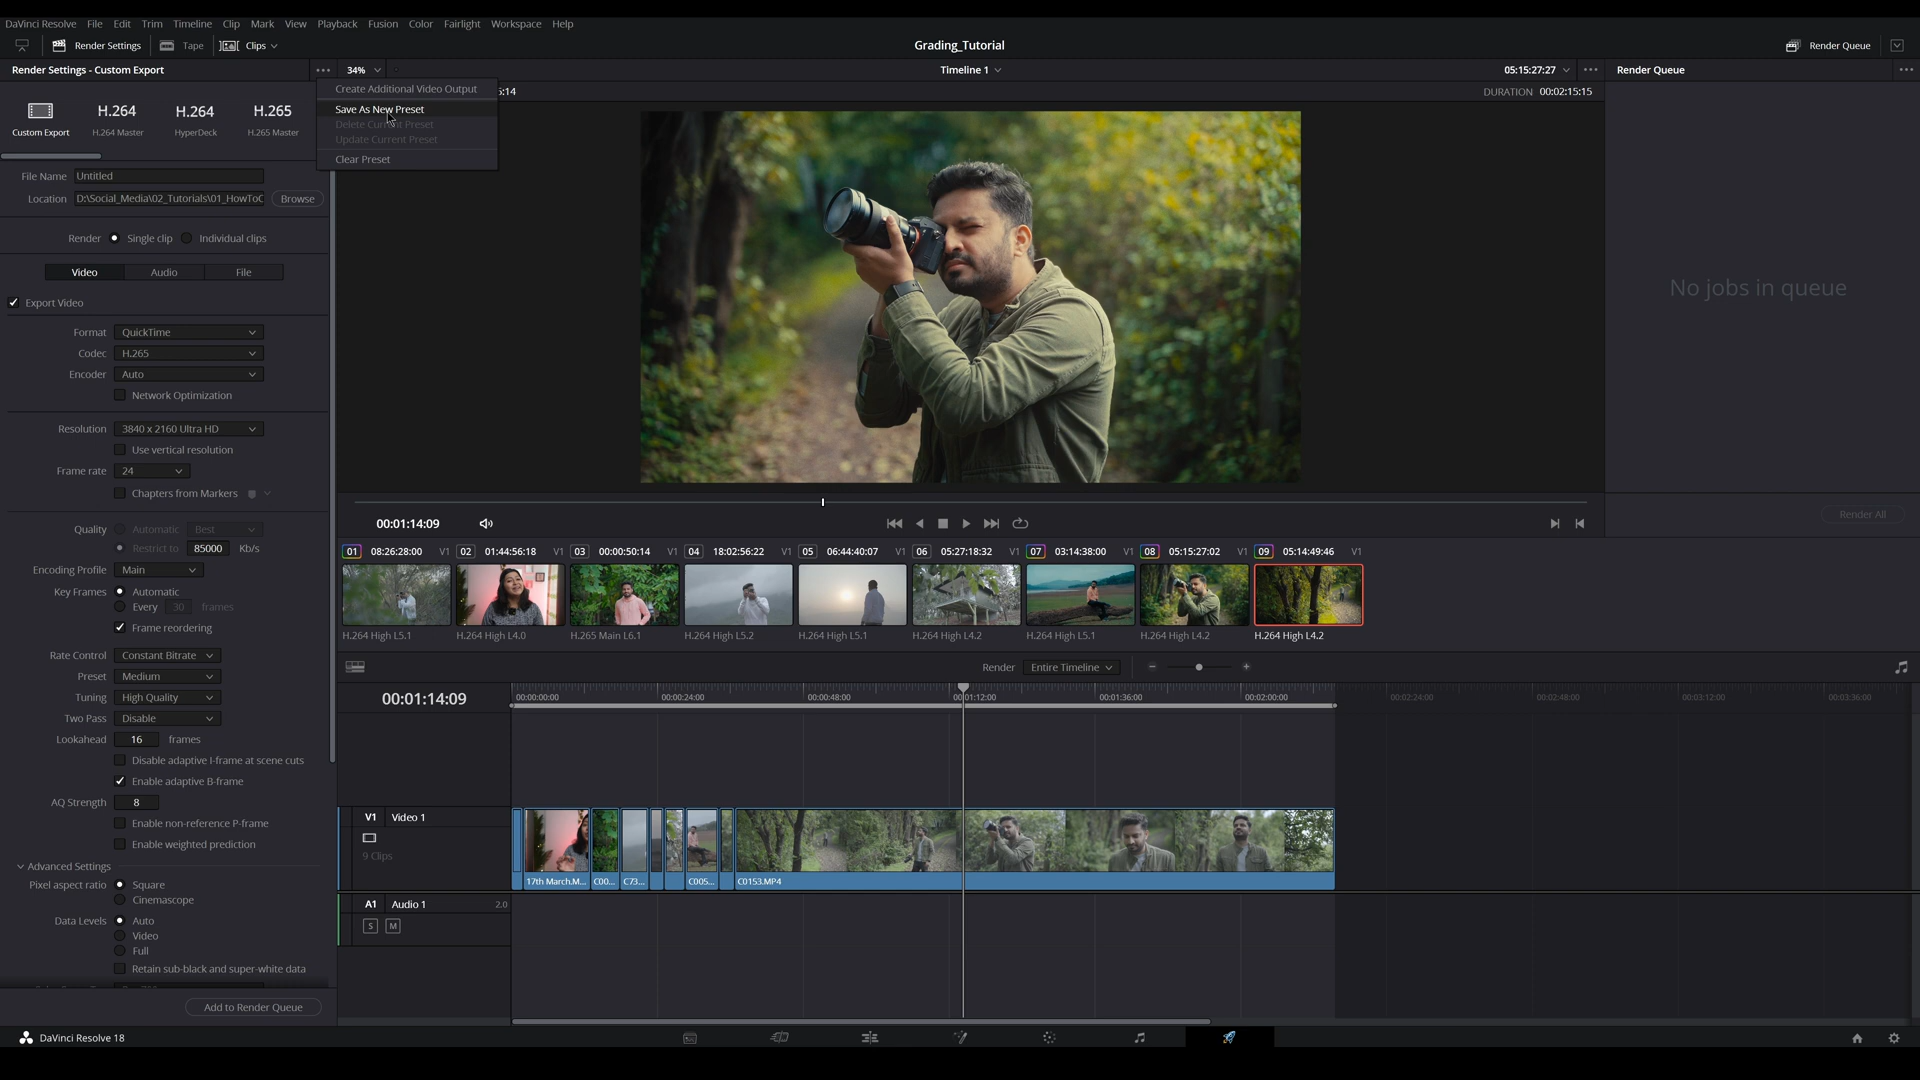 DaVinci Resolve File Edit Trim Timeline Clip Mark View Playback Fusion Color Fairlight Workspace Help
Render Settings Tape Clips Grading_Tutorial Render Queue
Render Settings - Custom Export 34% Timeline 1 05:15:27:27 Render Queue
Create Additional Video Output
:14 DURATION 00:02:15:15
Save As New Preset
Delete Current Preset
Update Current Preset
Clear Preset
H.264 H.264 H.265
Custom Export H.264 Master HyperDeck H.265 Master
File Name Untitled
Location D:\Social_Media\02_Tutorials\01_HowToC Browse
Render Single clip Individual clips
Video Audio File
Export Video
Format QuickTime
Codec H.265
Encoder Auto
Network Optimization
Resolution 3840 x 2160 Ultra HD
Use vertical resolution
Frame rate 24
Chapters from Markers
Quality Automatic Best
Restrict to 85000 Kb/s
Encoding Profile Main
Key Frames Automatic
Every 30 frames
Frame reordering
Rate Control Constant Bitrate
Preset Medium
Tuning High Quality
Two Pass Disable
Lookahead 16 frames
Disable adaptive I-frame at scene cuts
Enable adaptive B-frame
AQ Strength 8
Enable non-reference P-frame
Enable weighted prediction
Advanced Settings
Pixel aspect ratio Square
Cinemascope
Data Levels Auto
Video
Full
Retain sub-black and super-white data
Add to Render Queue
No jobs in queue
Render All
00:01:14:09
01 08:26:28:00 V1 02 01:44:56:18 V1 03 00:00:50:14 V1 04 18:02:56:22 V1 05 06:44:40:07 V1 06 05:27:18:32 V1 07 03:14:38:00 V1 08 05:15:27:02 V1 09 05:14:49:46 V1
H.264 High L5.1 H.264 High L4.0 H.265 Main L6.1 H.264 High L5.2 H.264 High L5.1 H.264 High L4.2 H.264 High L5.1 H.264 High L4.2 H.264 High L4.2
Render Entire Timeline
00:01:14:09 00:00:00:00 00:00:24:00 00:00:48:00 00:01:12:00 00:01:36:00 00:02:00:00 00:02:24:00 00:02:48:00 00:03:12:00 00:03:36:00
V1 Video 1
9 Clips
17th March.M... C00... C73... C005... C0153.MP4
A1 Audio 1 2.0
S M
DaVinci Resolve 18